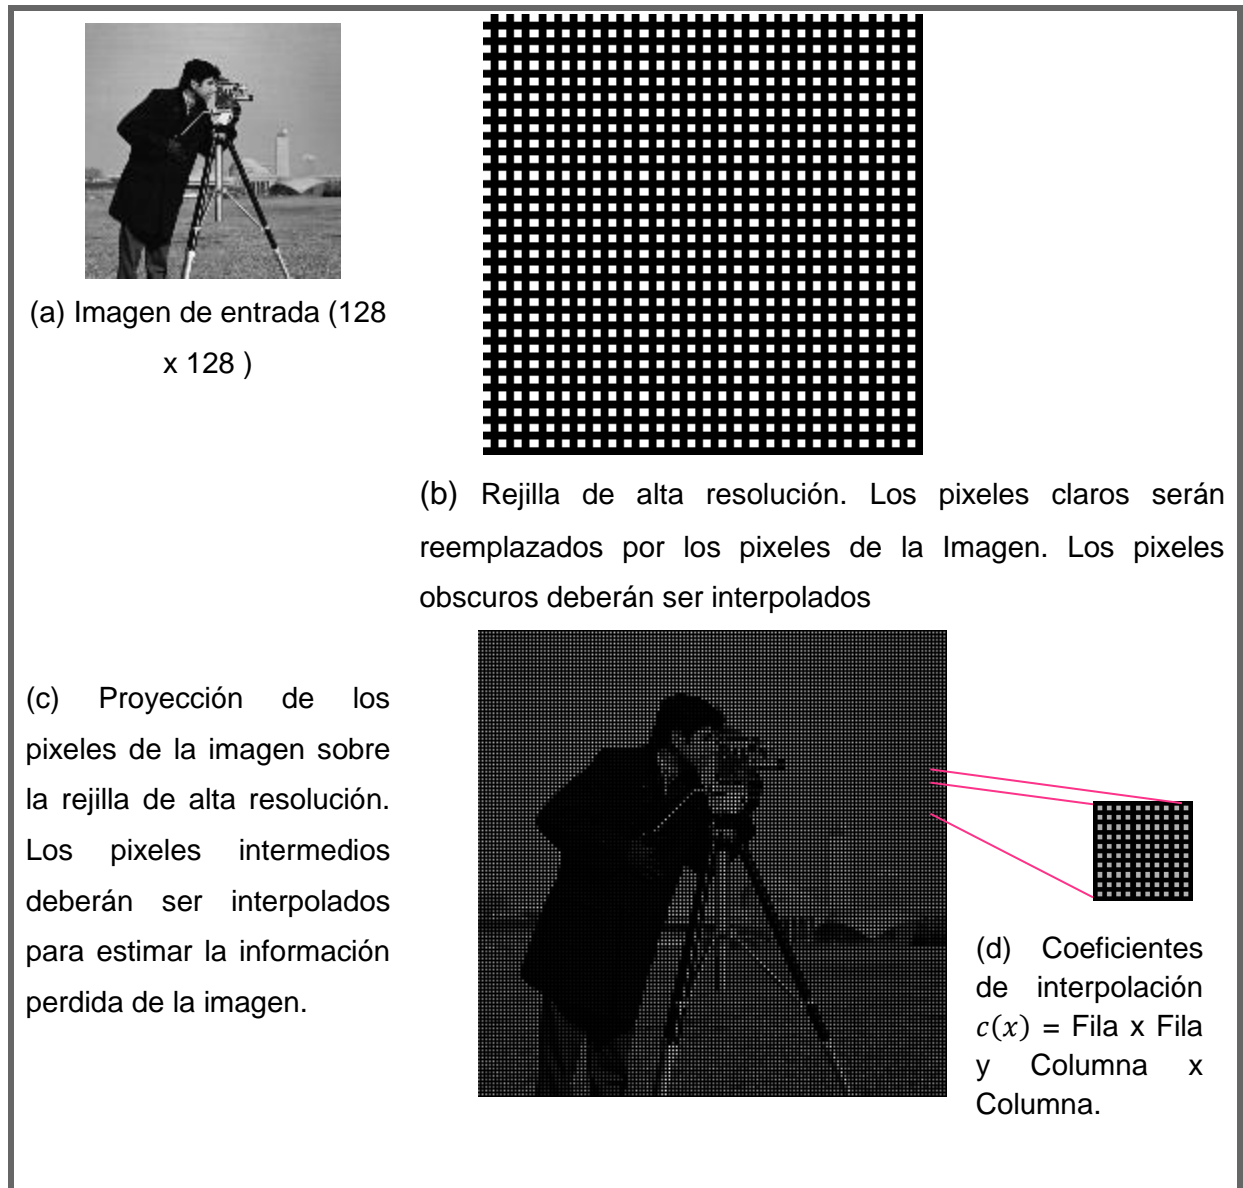 (a) Imagen de entrada (128
x 128 )
(b) Rejilla de alta resolución. Los pixeles claros serán
reemplazados por los pixeles de la Imagen. Los pixeles
obscuros deberán ser interpolados
(c) Proyección de los
pixeles de la imagen sobre
la rejilla de alta resolución.
Los pixeles intermedios
deberán ser interpolados
para estimar la información
perdida de la imagen.
(d) Coeficientes
de interpolación
𝑐(𝑥) = Fila x Fila
y Columna x
Columna.